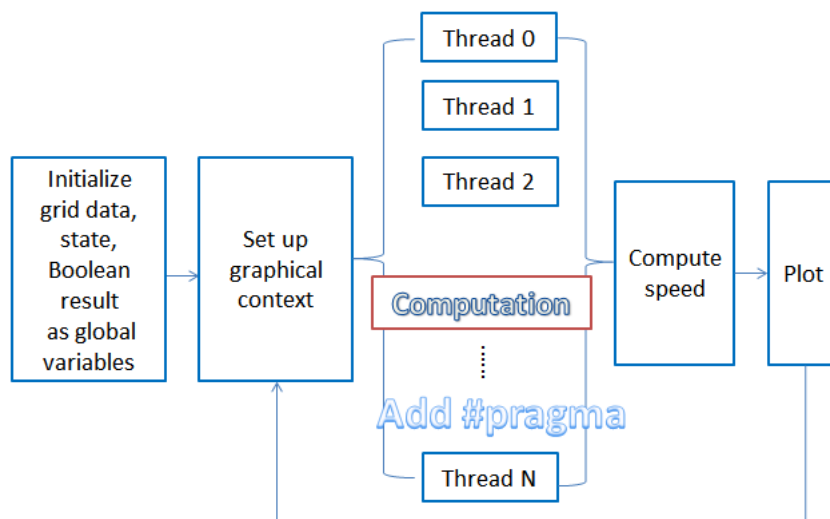 Initialize
grid data,
state,
Boolean
result
as global
variables
Set up
graphical
context
Thread 0
Thread 1
Thread 2
Computation
Add #pragma
Thread N
Compute
speed
Plot